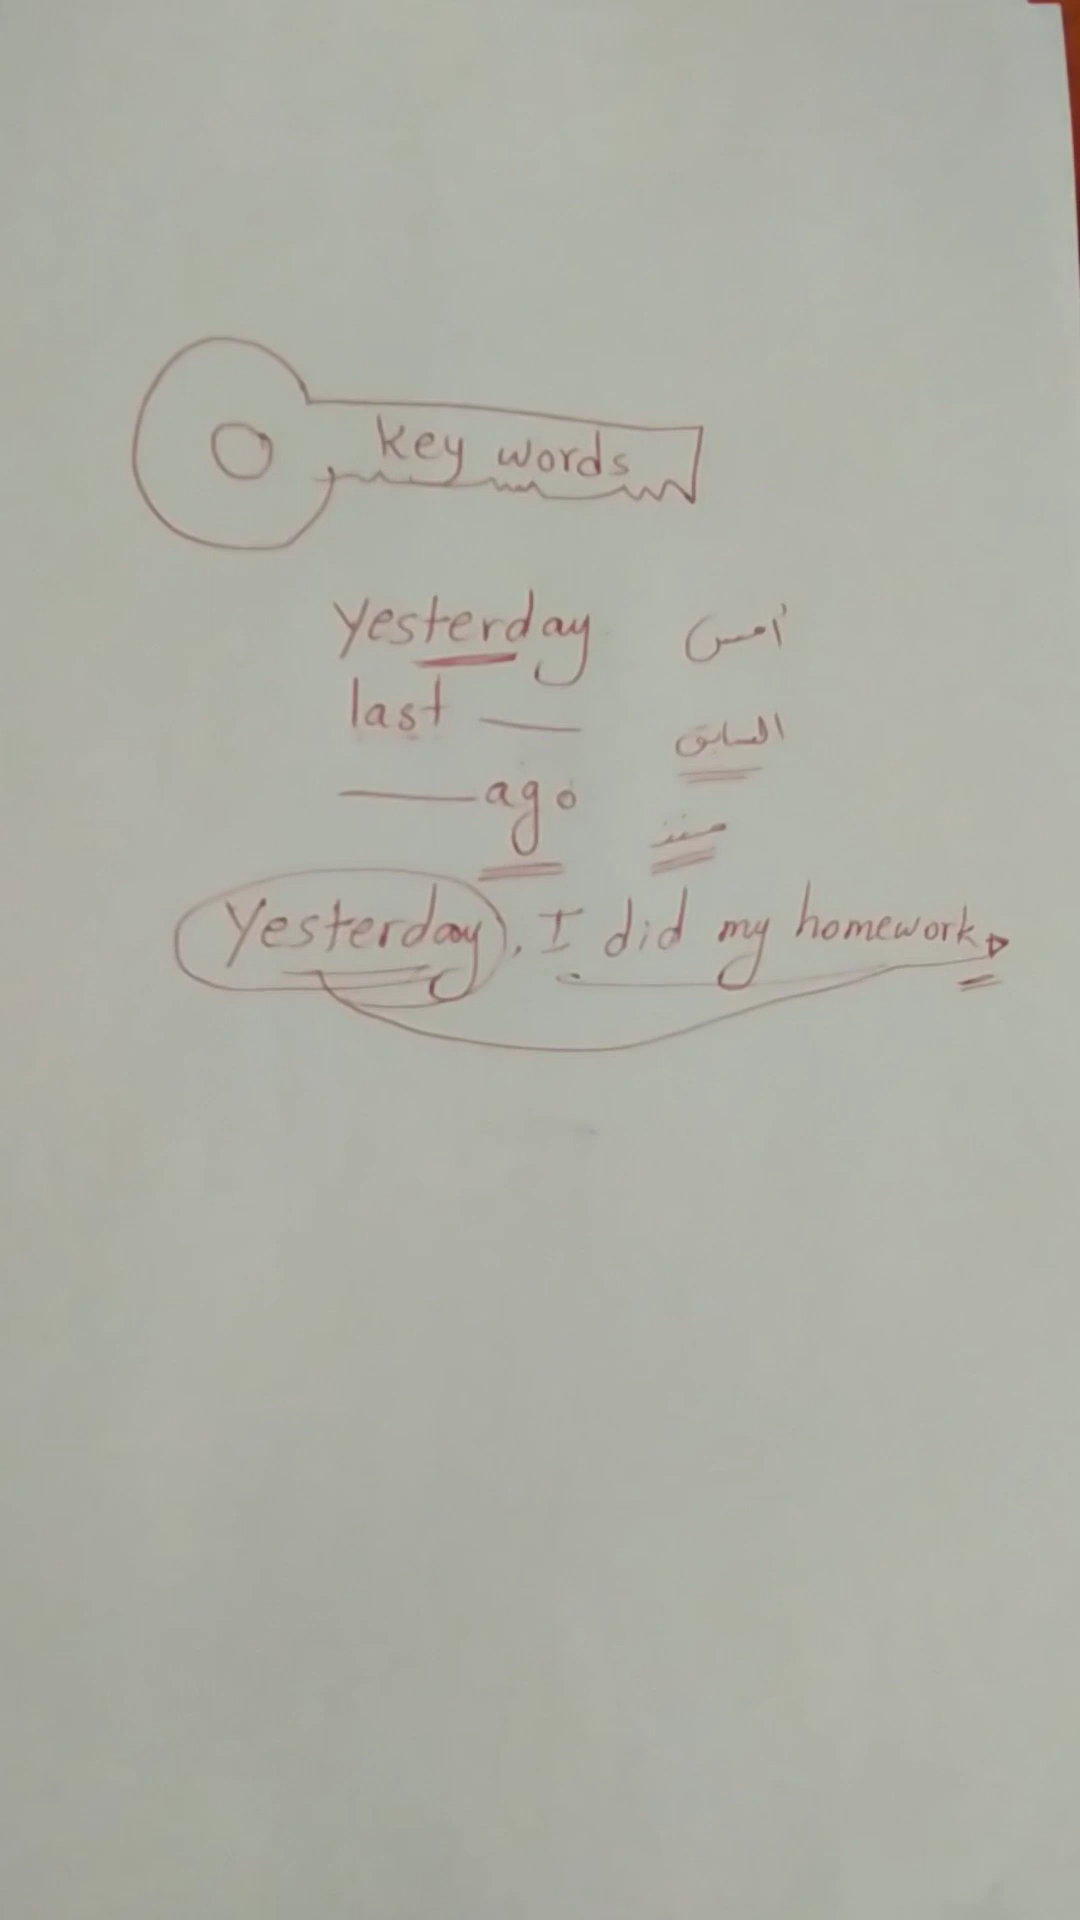 key words
yesterday أمس
last ___ السابق
___ ago منذ
Yesterday, I did my homework.